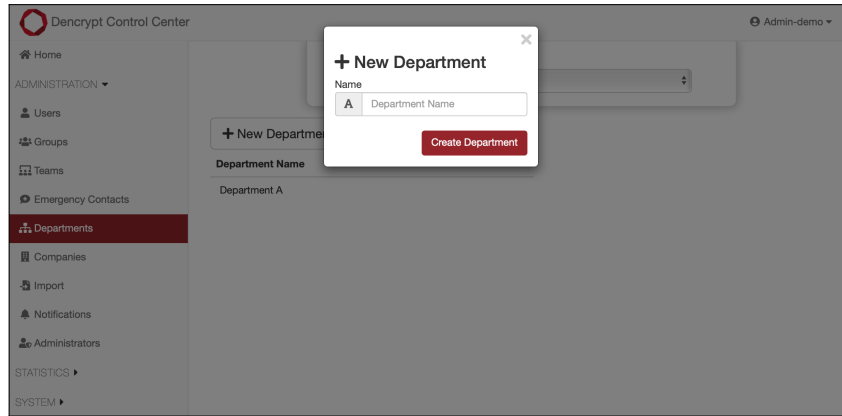 Dencrypt Control Center
Admin-demo
Home
ADMINISTRATION
Users
Groups
Teams
Emergency Contacts
Departments
Companies
Import
Notifications
Administrators
STATISTICS
SYSTEM
New Department
Name
A Department Name
Create Department
New Departme
Department Name
Department A